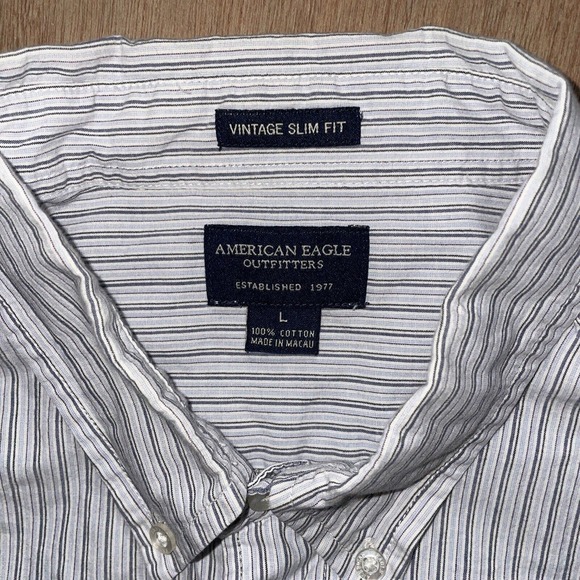 VINTAGE SLIM FIT
AMERICAN EAGLE
OUTFITTERS
ESTABLISHED 1977
L
100% COTTON
MADE IN MACAU